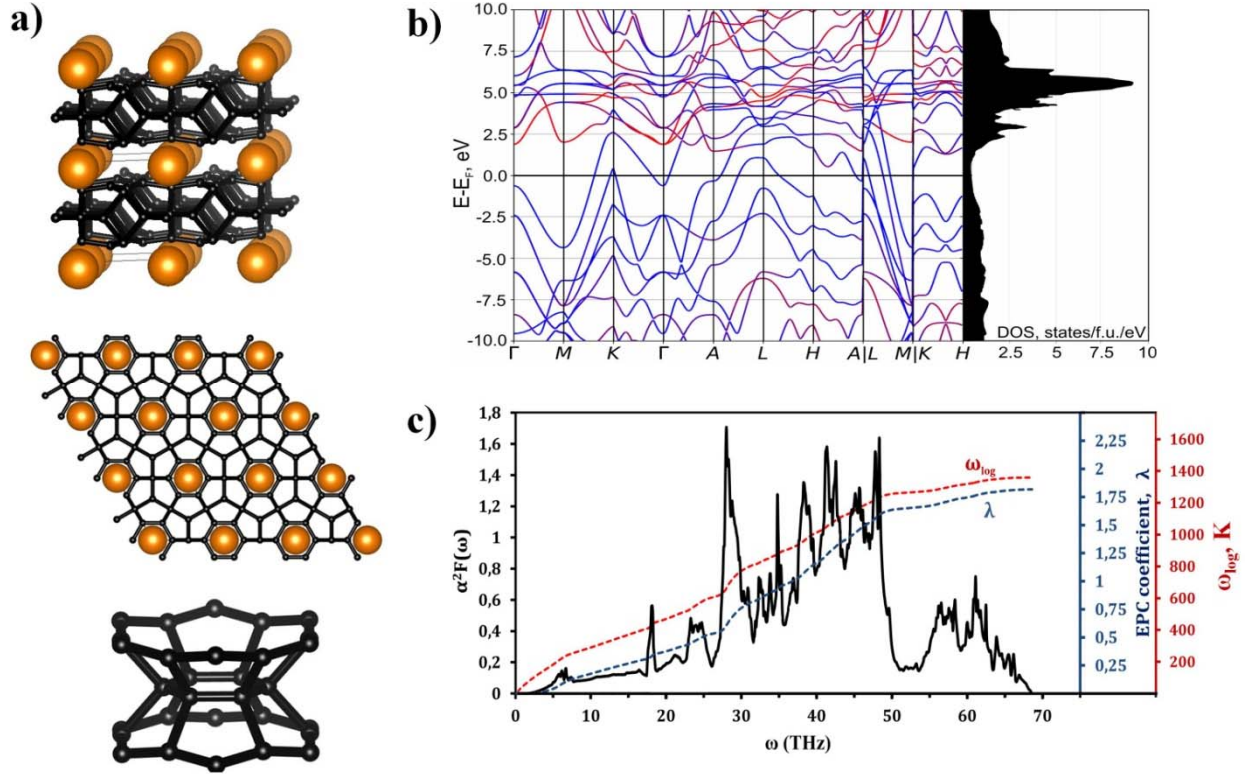 a)
b)
10.0
7.5
5.0
2.5
0.0
-2.5
-5.0
-7.5
-10.0
E-E_F, eV
Γ M K Γ A L H A|L M|K H
DOS, states/f.u./eV
2.5 5 7.5 10
c)
1,8
1,6
1,4
1,2
1
0,8
0,6
0,4
0,2
0
α²F(ω)
0 10 20 30 40 50 60 70
ω (THz)
ω_log
λ
2,25
2
1,75
1,5
1,25
1
0,75
0,5
0,25
EPC coefficient, λ
1600
1400
1200
1000
800
600
400
200
ω_log, K